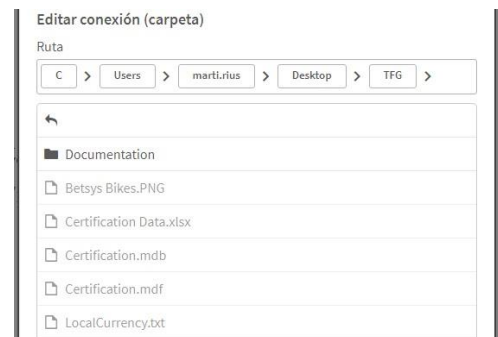 Editar conexión (carpeta)
Ruta
C > Users > marti.rius > Desktop > TFG >
Documentation
Betsys Bikes.PNG
Certification Data.xlsx
Certification.mdb
Certification.mdf
LocalCurrency.txt